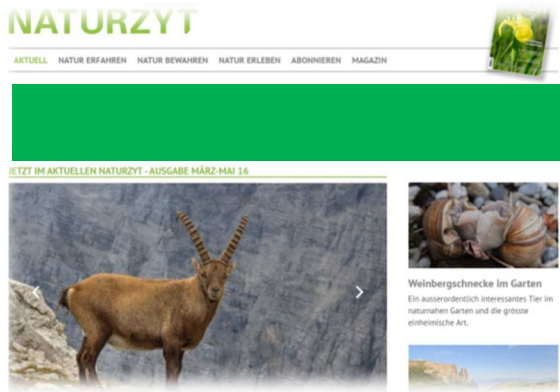 NATURZYT
AKTUELL NATUR ERFAHREN NATUR BEWAHREN NATUR ERLEBEN ABONNIEREN MAGAZIN
JETZT IM AKTUELLEN NATURZYT - AUSGABE MÄRZ-MAI 16
Weinbergschnecke im Garten
Ein ausserordentlich interessantes Tier im
naturnahen Garten und die grösste
einheimische Art.